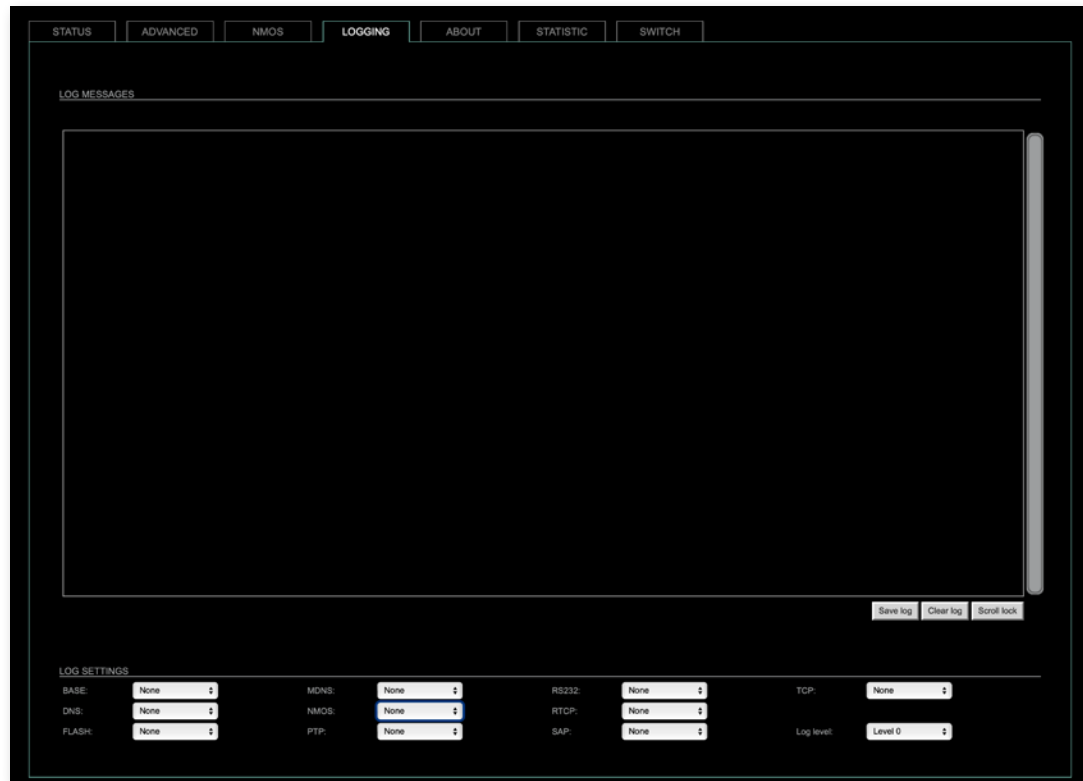 STATUS ADVANCED NMOS LOGGING ABOUT STATISTIC SWITCH
LOG MESSAGES
Save log Clear log Scroll lock
LOG SETTINGS
BASE: None MDNS: None RS232: None TCP: None
DNS: None NMOS: None RTCP: None
FLASH: None PTP: None SAP: None Log level: Level 0